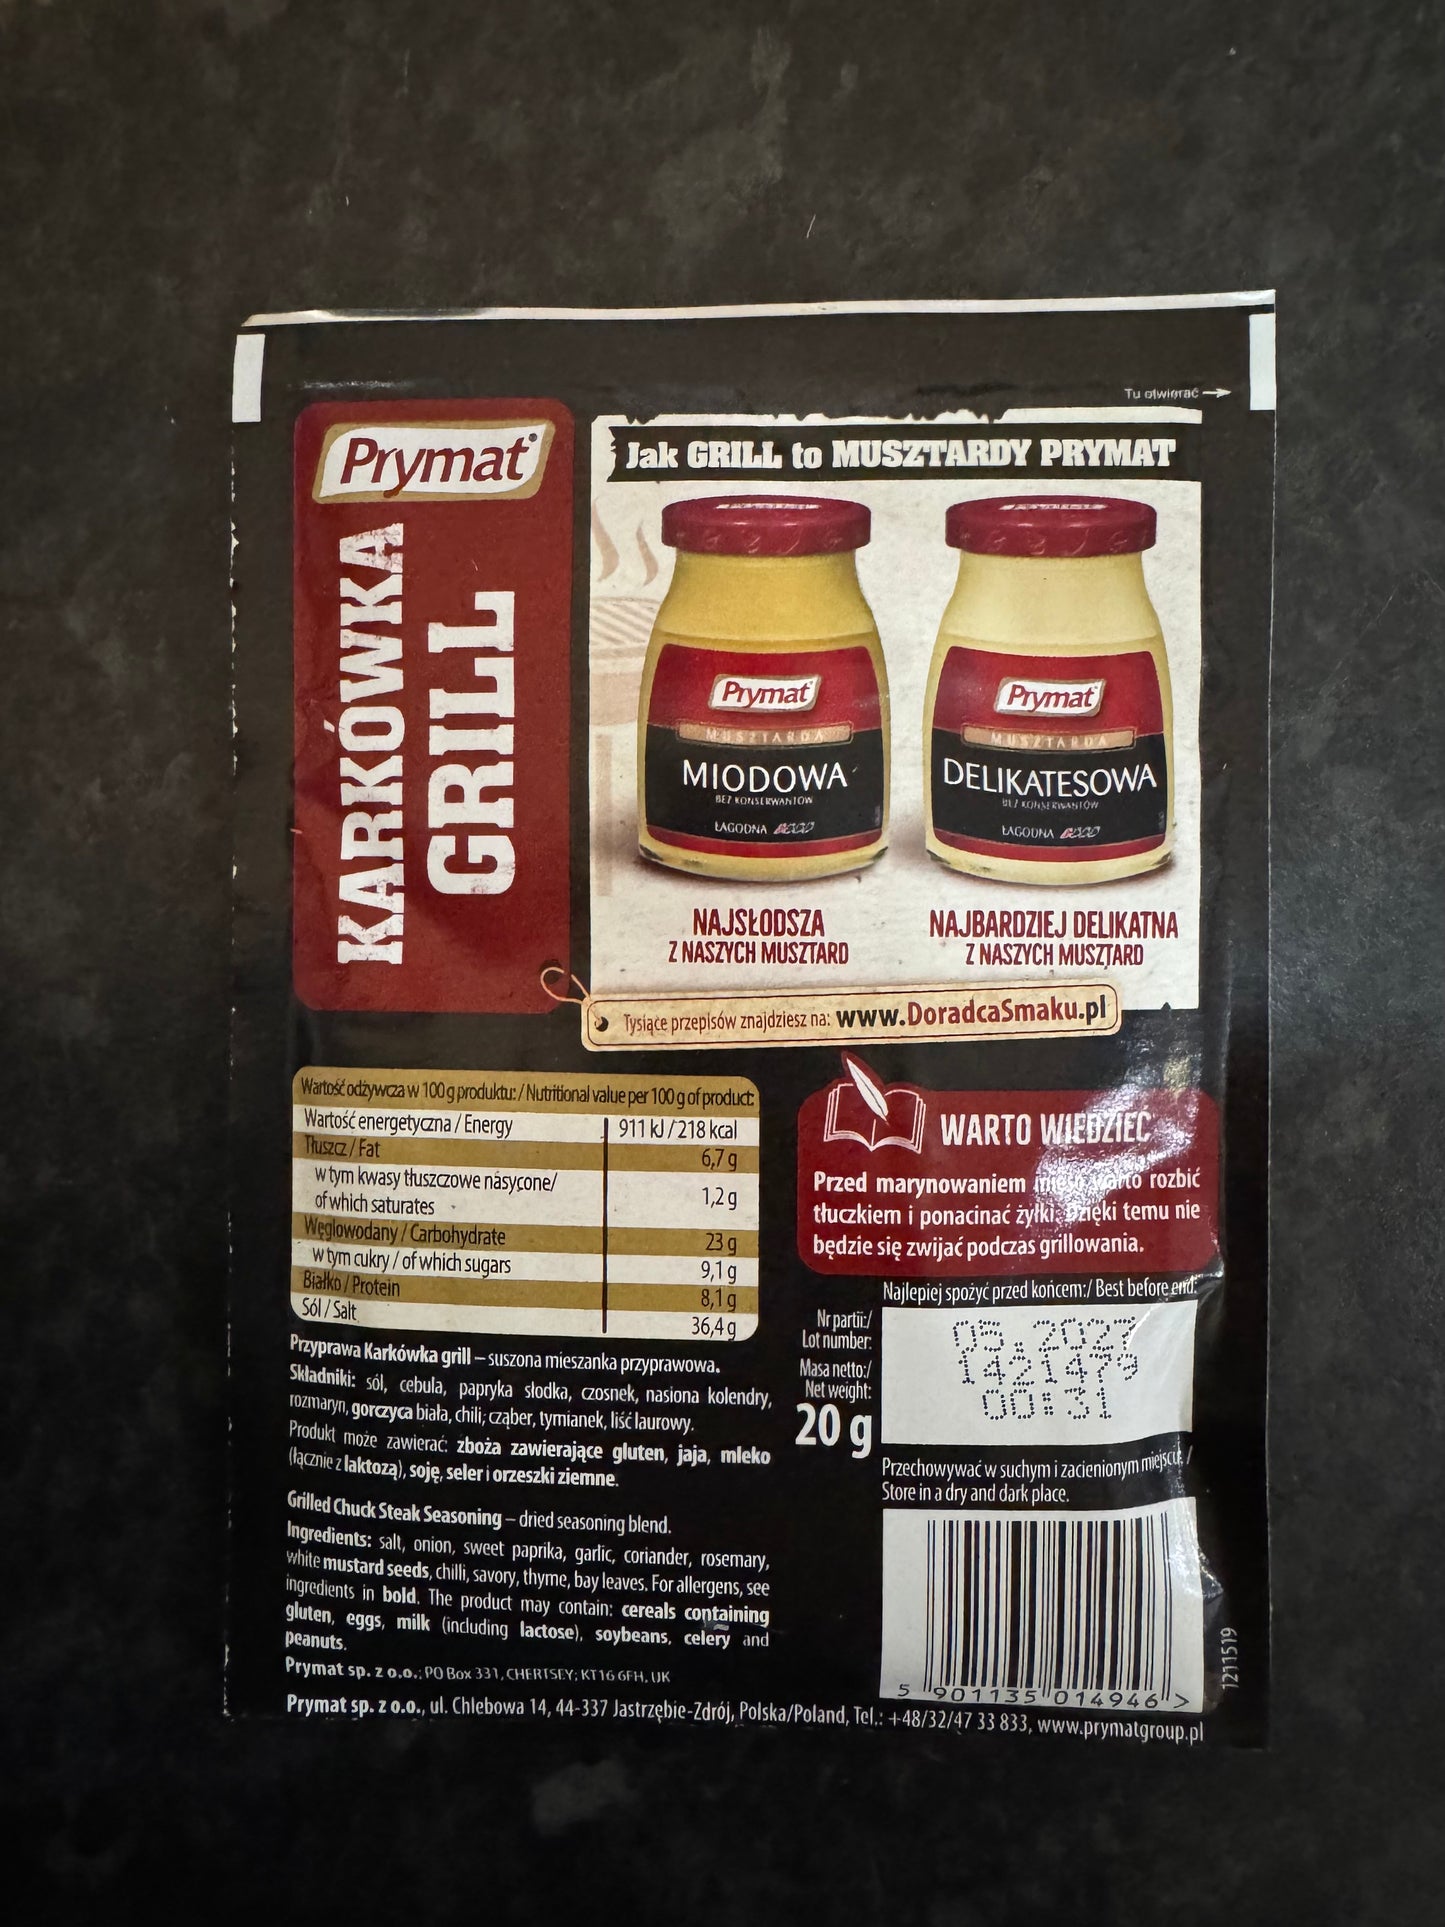 Tu otwierać
Prymat
KARKÓWKA
GRILL
Jak GRILL to MUSZTARDY PRYMAT
Prymat
MUSZTARDA
MIODOWA
BEZ KONSERWANTÓW
ŁAGODNA
Prymat
MUSZTARDA
DELIKATESOWA
BEZ KONSERWANTÓW
ŁAGODNA
NAJSŁODSZA
Z NASZYCH MUSZTARD
NAJBARDZIEJ DELIKATNA
Z NASZYCH MUSZTARD
Tysiące przepisów znajdziesz na: www.DoradcaSmaku.pl
Wartość odżywcza w 100 g produktu: / Nutritional value per 100 g of product:
Wartość energetyczna / Energy 911 kJ / 218 kcal
Tłuszcz / Fat 6,7 g
w tym kwasy tłuszczowe nasycone/
of which saturates 1,2 g
Węglowodany / Carbohydrate 23 g
w tym cukry / of which sugars 9,1 g
Białko / Protein 8,1 g
Sól / Salt 36,4 g
Przyprawa Karkówka grill – suszona mieszanka przyprawowa.
Składniki: sól, cebula, papryka słodka, czosnek, nasiona kolendry,
rozmaryn, gorczyca biała, chili, cząber, tymianek, liść laurowy.
Produkt może zawierać: zboża zawierające gluten, jaja, mleko
(łącznie z laktozą), soję, seler i orzeszki ziemne.
Grilled Chuck Steak Seasoning – dried seasoning blend.
Ingredients: salt, onion, sweet paprika, garlic, coriander, rosemary,
white mustard seeds, chilli, savory, thyme, bay leaves. For allergens, see
ingredients in bold. The product may contain: cereals containing
gluten, eggs, milk (including lactose), soybeans, celery and
peanuts.
Prymat sp. z o.o.; PO Box 331, CHERTSEY; KT16 6FH, UK
Prymat sp. z o.o., ul. Chlebowa 14, 44-337 Jastrzębie-Zdrój, Polska/Poland, Tel.: +48/32/47 33 833, www.prymatgroup.pl
WARTO WIEDZIEĆ
Przed marynowaniem mięso warto rozbić
tłuczkiem i ponacinać żyłki. Dzięki temu nie
będzie się zwijać podczas grillowania.
Najlepiej spożyć przed końcem:/ Best before end:
Nr partii:/
Lot number:
Masa netto:/
Net weight:
20 g
05.2027
1421479
00:31
Przechowywać w suchym i zacienionym miejscu. /
Store in a dry and dark place.
5 901135 014946 >
1211519